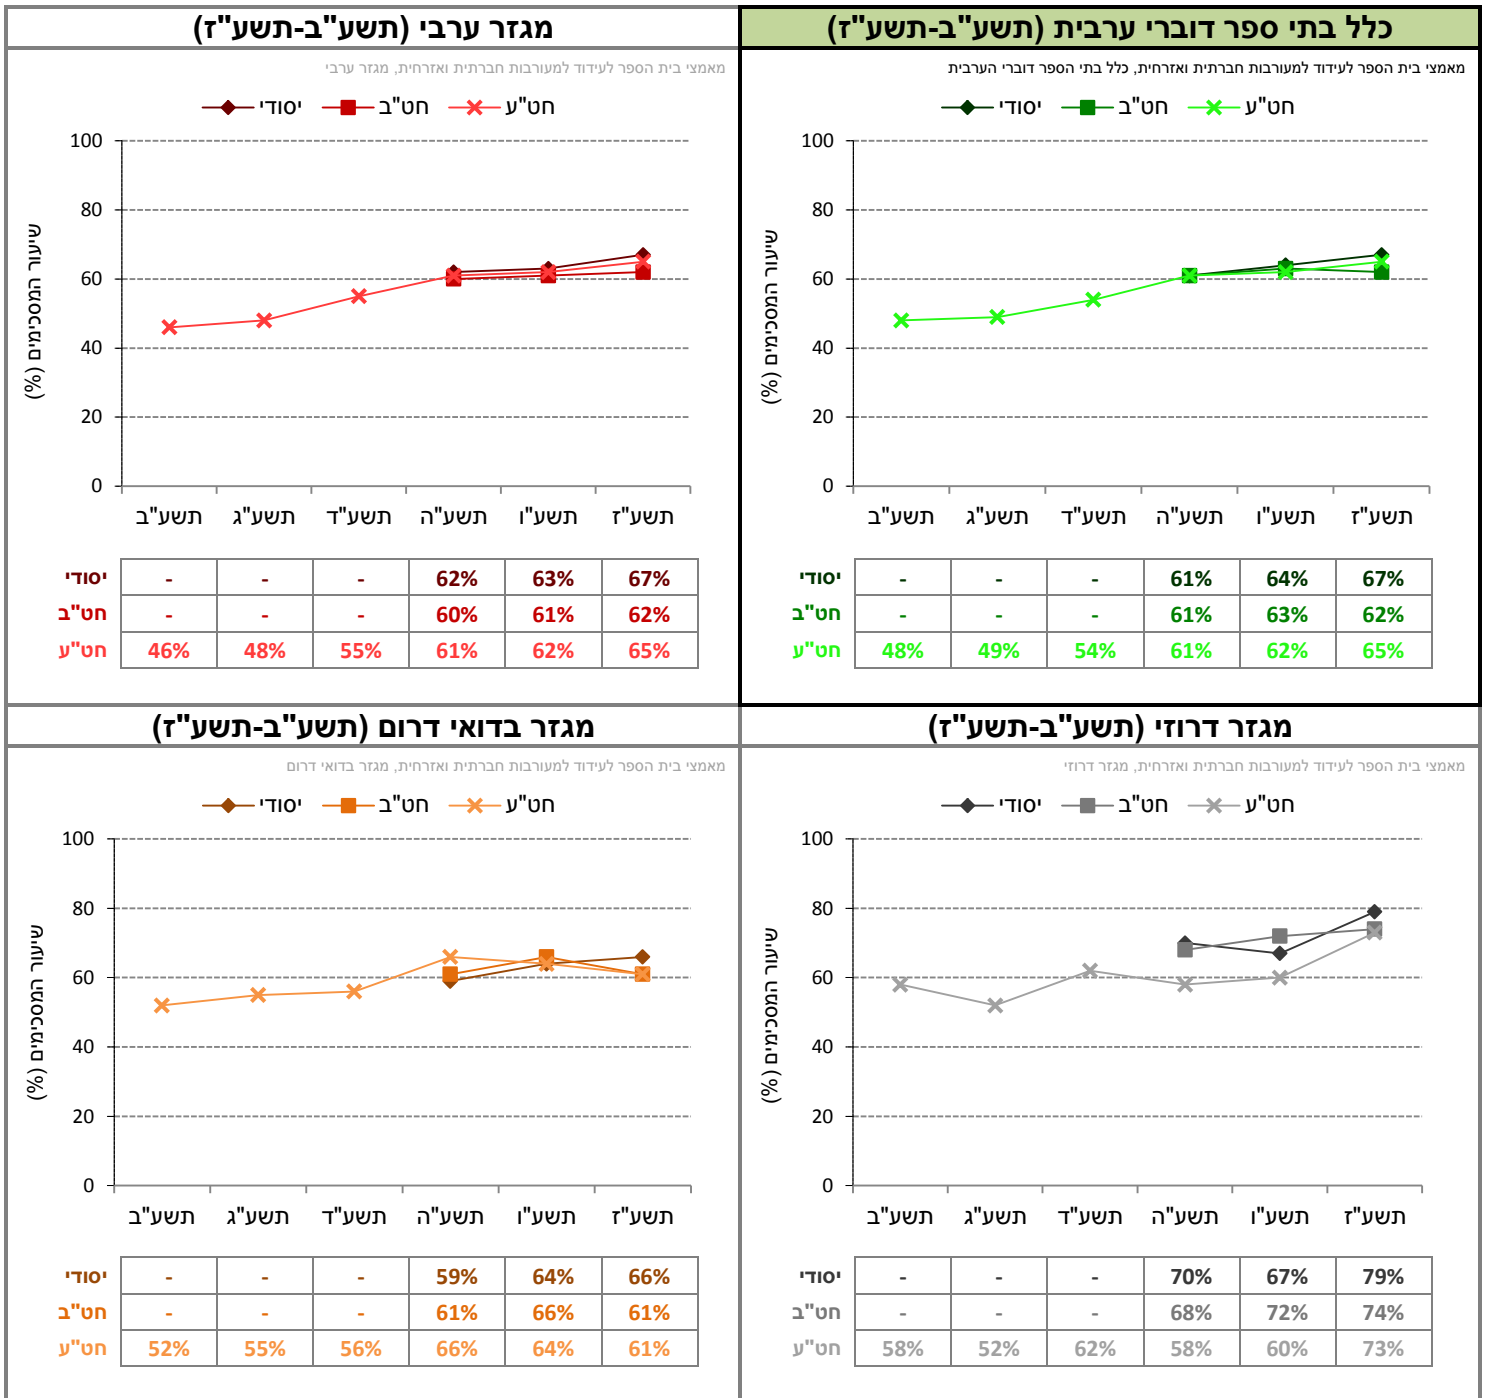 כלל בתי ספר דוברי ערבית (תשע"ב-תשע"ז)
מאמצי בית הספר לעידוד למעורבות חברתית ואזרחית, כלל בתי הספר דוברי הערבית
יסודי חט"ב חט"ע
שיעור המסכימים (%)
100
80
60
40
20
0
תשע"ב תשע"ג תשע"ד תשע"ה תשע"ו תשע"ז
יסודי - - - 61% 64% 67%
חט"ב - - - 61% 63% 62%
חט"ע 48% 49% 54% 61% 62% 65%
מגזר ערבי (תשע"ב-תשע"ז)
מאמצי בית הספר לעידוד למעורבות חברתית ואזרחית, מגזר ערבי
יסודי חט"ב חט"ע
שיעור המסכימים (%)
100
80
60
40
20
0
תשע"ב תשע"ג תשע"ד תשע"ה תשע"ו תשע"ז
יסודי - - - 62% 63% 67%
חט"ב - - - 60% 61% 62%
חט"ע 46% 48% 55% 61% 62% 65%
מגזר דרוזי (תשע"ב-תשע"ז)
מאמצי בית הספר לעידוד למעורבות חברתית ואזרחית, מגזר דרוזי
יסודי חט"ב חט"ע
שיעור המסכימים (%)
100
80
60
40
20
0
תשע"ב תשע"ג תשע"ד תשע"ה תשע"ו תשע"ז
יסודי - - - 70% 67% 79%
חט"ב - - - 68% 72% 74%
חט"ע 58% 52% 62% 58% 60% 73%
מגזר בדואי דרום (תשע"ב-תשע"ז)
מאמצי בית הספר לעידוד למעורבות חברתית ואזרחית, מגזר בדואי דרום
יסודי חט"ב חט"ע
שיעור המסכימים (%)
100
80
60
40
20
0
תשע"ב תשע"ג תשע"ד תשע"ה תשע"ו תשע"ז
יסודי - - - 59% 64% 66%
חט"ב - - - 61% 66% 61%
חט"ע 52% 55% 56% 66% 64% 61%